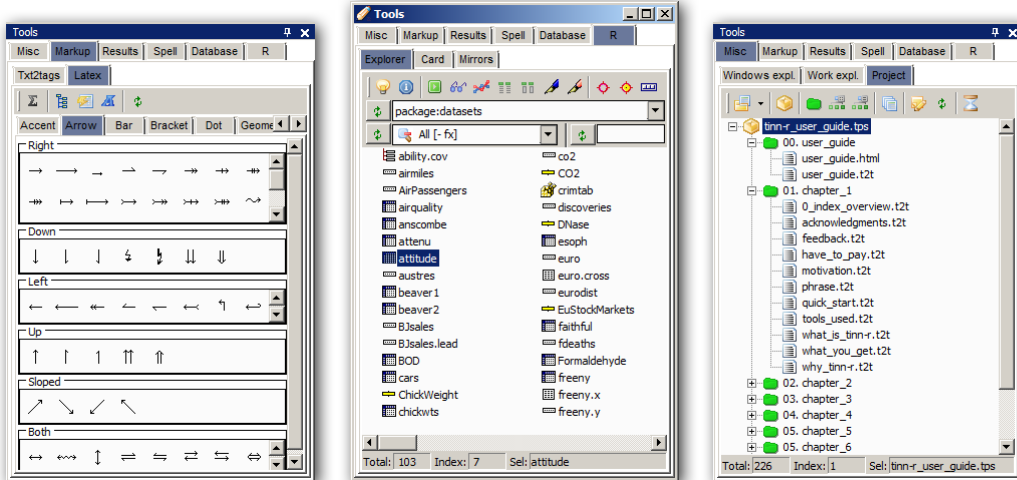 Tools
Misc Markup Results Spell Database R
Txt2tags Latex
Accent Arrow Bar Bracket Dot Geome
Right
Down
Left
Up
Sloped
Both
Tools
Misc Markup Results Spell Database R
Explorer Card Mirrors
package:datasets
All [- fx]
ability.cov
airmiles
AirPassengers
airquality
anscombe
attenu
attitude
austres
beaver1
beaver2
BJsales
BJsales.lead
BOD
cars
ChickWeight
chickwts
co2
CO2
crimtab
discoveries
DNase
esoph
euro
euro.cross
eurodist
EuStockMarkets
faithful
fdeaths
Formaldehyde
freeny
freeny.x
freeny.y
Total: 103 Index: 7 Sel: attitude
Tools
Misc Markup Results Spell Database R
Windows expl. Work expl. Project
tinn-r_user_guide.tps
00. user_guide
user_guide.html
user_guide.t2t
01. chapter_1
0_index_overview.t2t
acknowledgments.t2t
feedback.t2t
have_to_pay.t2t
motivation.t2t
phrase.t2t
quick_start.t2t
tools_used.t2t
what_is_tinn-r.t2t
what_you_get.t2t
why_tinn-r.t2t
02. chapter_2
03. chapter_3
04. chapter_4
05. chapter_5
05. chapter_6
Total: 226 Index: 1 Sel: tinn-r_user_guide.tps